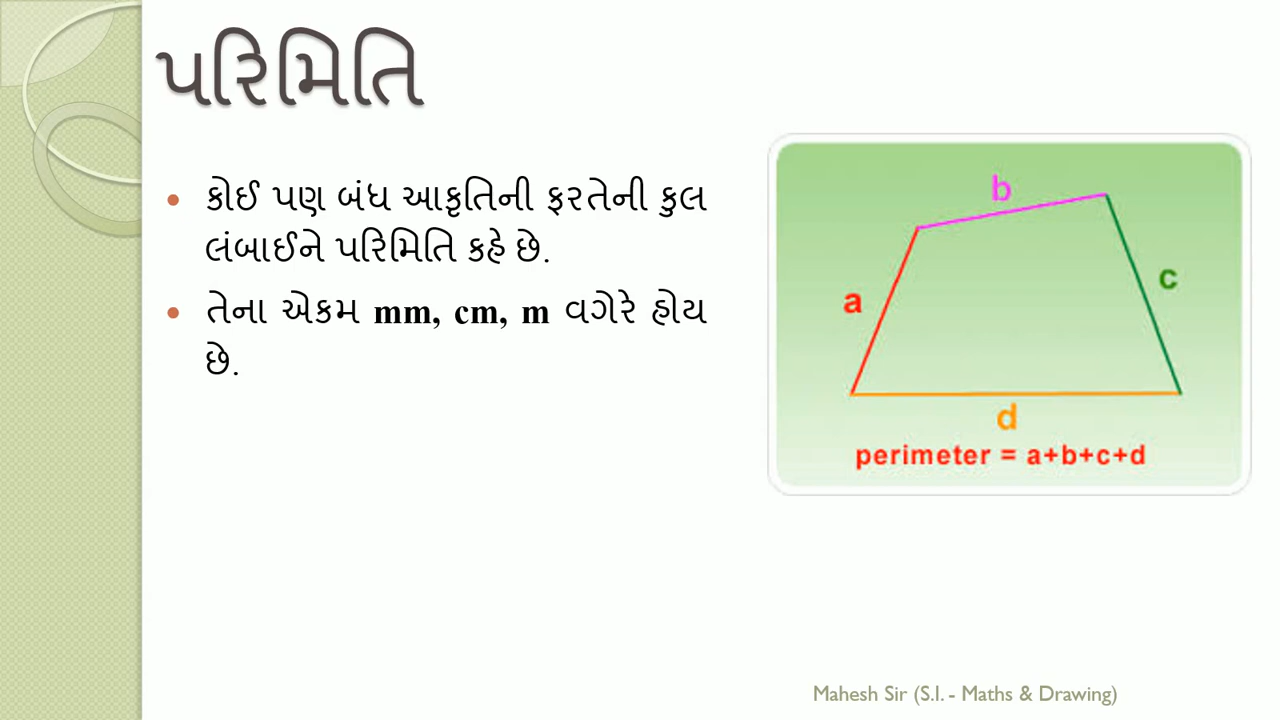 પરિમિતિ
• કોઈ પણ બંધ આકૃતિની ફરતેની કુલ
લંબાઈને પરિમિતિ કહે છે.
• તેના એકમ mm, cm, m વગેરે હોય
છે.
b
a
c
d
perimeter = a+b+c+d
Mahesh Sir (S.I. - Maths & Drawing)